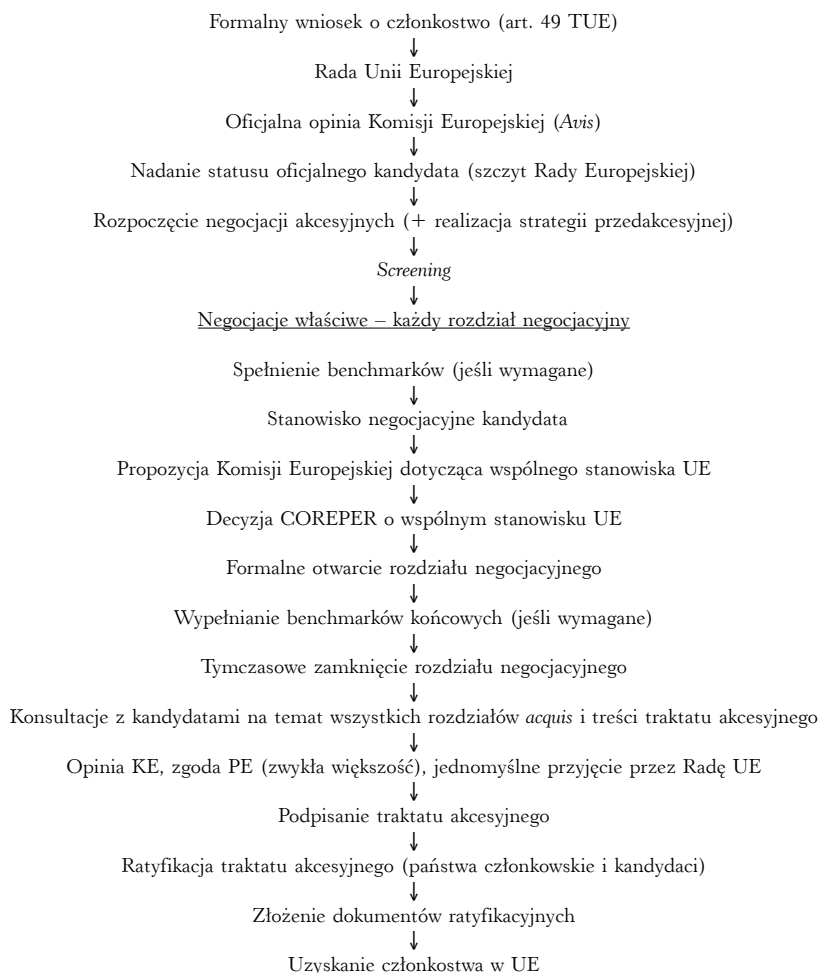 Formalny wniosek o członkostwo (art. 49 TUE)
Rada Unii Europejskiej
Oficjalna opinia Komisji Europejskiej (Avis)
Nadanie statusu oficjalnego kandydata (szczyt Rady Europejskiej)
Rozpoczęcie negocjacji akcesyjnych (+ realizacja strategii przedakcesyjnej)
Screening
Negocjacje właściwe – każdy rozdział negocjacyjny
Spełnienie benchmarków (jeśli wymagane)
Stanowisko negocjacyjne kandydata
Propozycja Komisji Europejskiej dotycząca wspólnego stanowiska UE
Decyzja COREPER o wspólnym stanowisku UE
Formalne otwarcie rozdziału negocjacyjnego
Wypełnianie benchmarków końcowych (jeśli wymagane)
Tymczasowe zamknięcie rozdziału negocjacyjnego
Konsultacje z kandydatami na temat wszystkich rozdziałów acquis i treści traktatu akcesyjnego
Opinia KE, zgoda PE (zwykła większość), jednomyślne przyjęcie przez Radę UE
Podpisanie traktatu akcesyjnego
Ratyfikacja traktatu akcesyjnego (państwa członkowskie i kandydaci)
Złożenie dokumentów ratyfikacyjnych
Uzyskanie członkostwa w UE